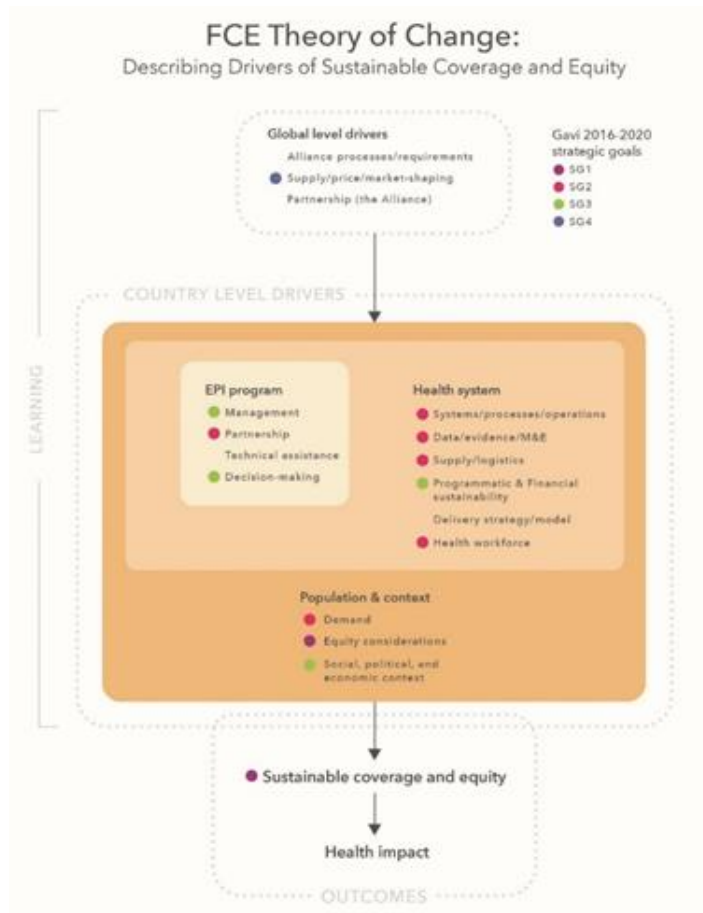 FCE Theory of Change:
Describing Drivers of Sustainable Coverage and Equity
Global level drivers
Alliance processes/requirements
Supply/price/market-shaping
Partnership (the Alliance)
Gavi 2016-2020
strategic goals
SG1
SG2
SG3
SG4
LEARNING
COUNTRY LEVEL DRIVERS
EPI program
Management
Partnership
Technical assistance
Decision-making
Health system
Systems/processes/operations
Data/evidence/M&E
Supply/logistics
Programmatic & Financial
sustainability
Delivery strategy/model
Health workforce
Population & context
Demand
Equity considerations
Social, political, and
economic context
Sustainable coverage and equity
Health impact
OUTCOMES